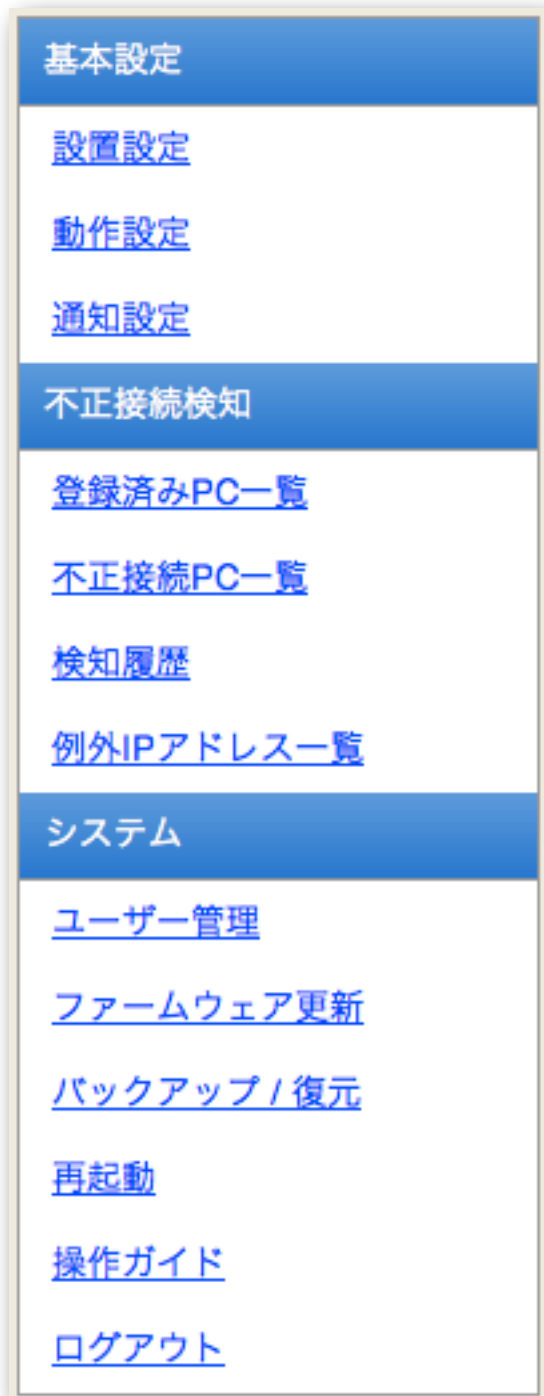 基本設定
設置設定
動作設定
通知設定
不正接続検知
登録済みPC一覧
不正接続PC一覧
検知履歴
例外IPアドレス一覧
システム
ユーザー管理
ファームウェア更新
バックアップ / 復元
再起動
操作ガイド
ログアウト